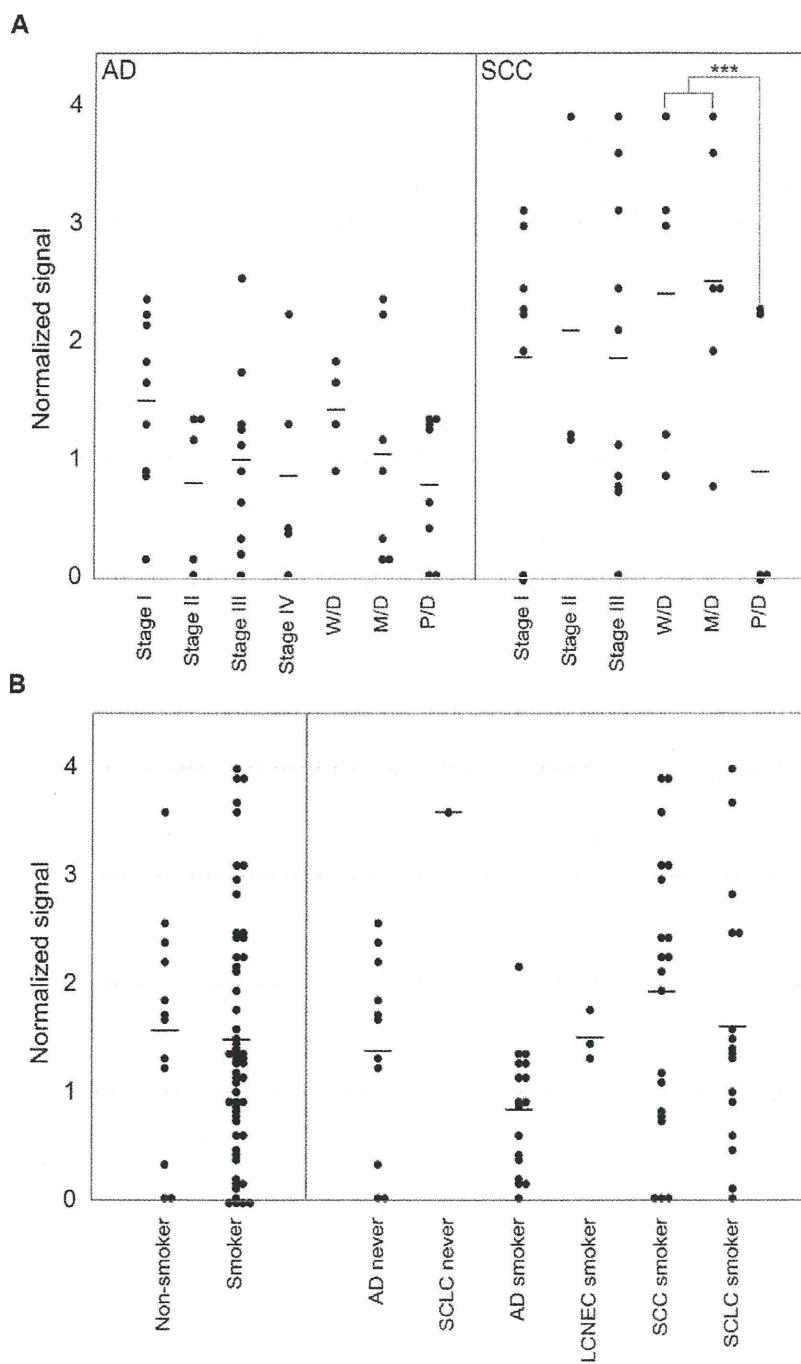 A
AD
SCC
***
4
3
2
1
0
Normalized signal
Stage I
Stage II
Stage III
Stage IV
W/D
M/D
P/D
Stage I
Stage II
Stage III
W/D
M/D
P/D
B
4
3
2
1
0
Normalized signal
Non-smoker
Smoker
AD never
SCLC never
AD smoker
LCNEC smoker
SCC smoker
SCLC smoker